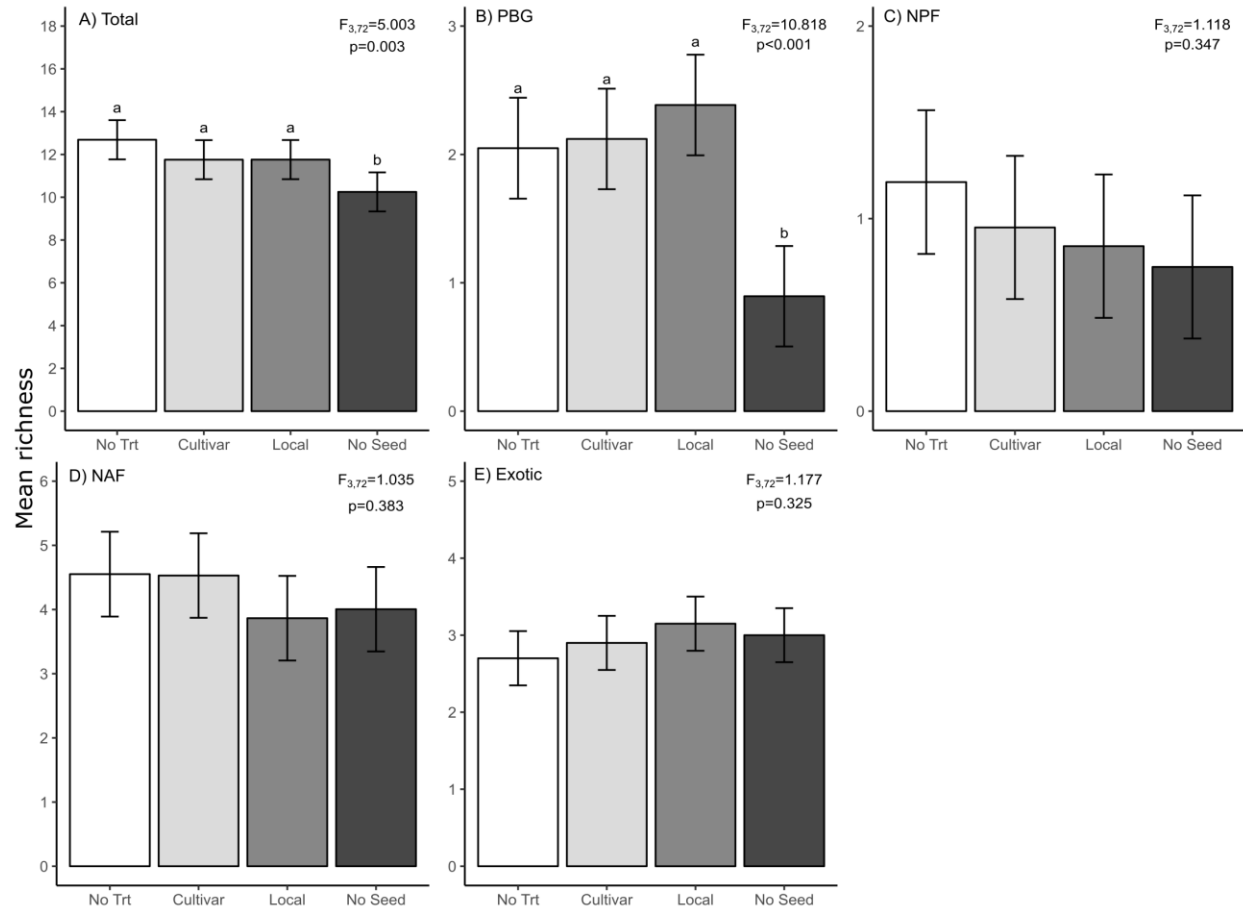 Mean richness
A) Total
F3,72=5.003
p=0.003
18
16
14
12
10
8
6
4
2
0
a
a
a
b
No Trt Cultivar Local No Seed
B) PBG
F3,72=10.818
p<0.001
3
2
1
0
a
a
a
b
No Trt Cultivar Local No Seed
C) NPF
F3,72=1.118
p=0.347
2
1
0
No Trt Cultivar Local No Seed
D) NAF
F3,72=1.035
p=0.383
6
5
4
3
2
1
0
No Trt Cultivar Local No Seed
E) Exotic
F3,72=1.177
p=0.325
5
4
3
2
1
0
No Trt Cultivar Local No Seed